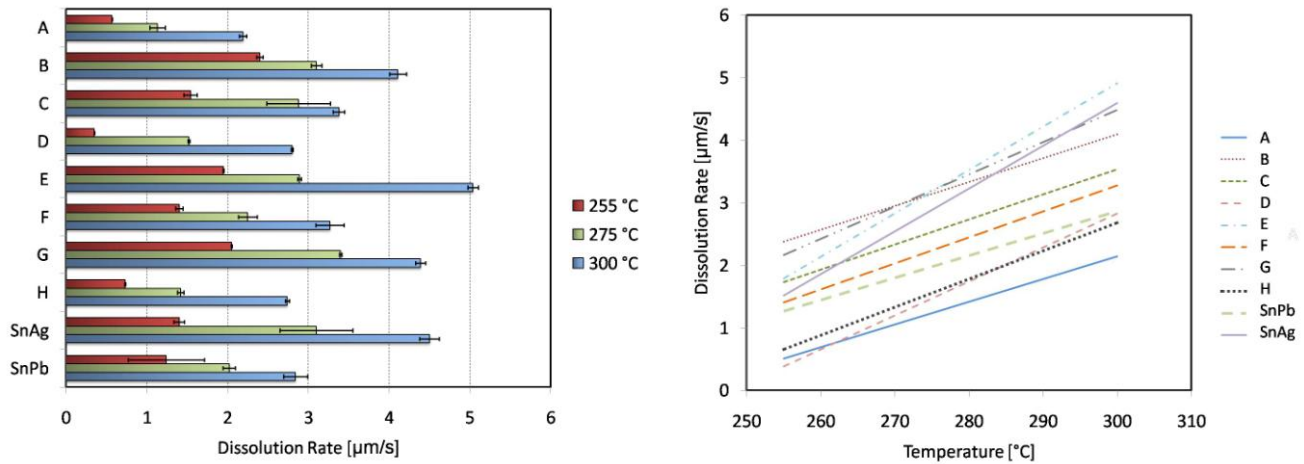 A
B
C
D
E
F
G
H
SnAg
SnPb
0 1 2 3 4 5 6
Dissolution Rate [µm/s]
255 °C
275 °C
300 °C
6
5
4
3
2
1
0
Dissolution Rate [µm/s]
250 260 270 280 290 300 310
Temperature [°C]
A
B
C
D
E
F
G
H
SnPb
SnAg
A